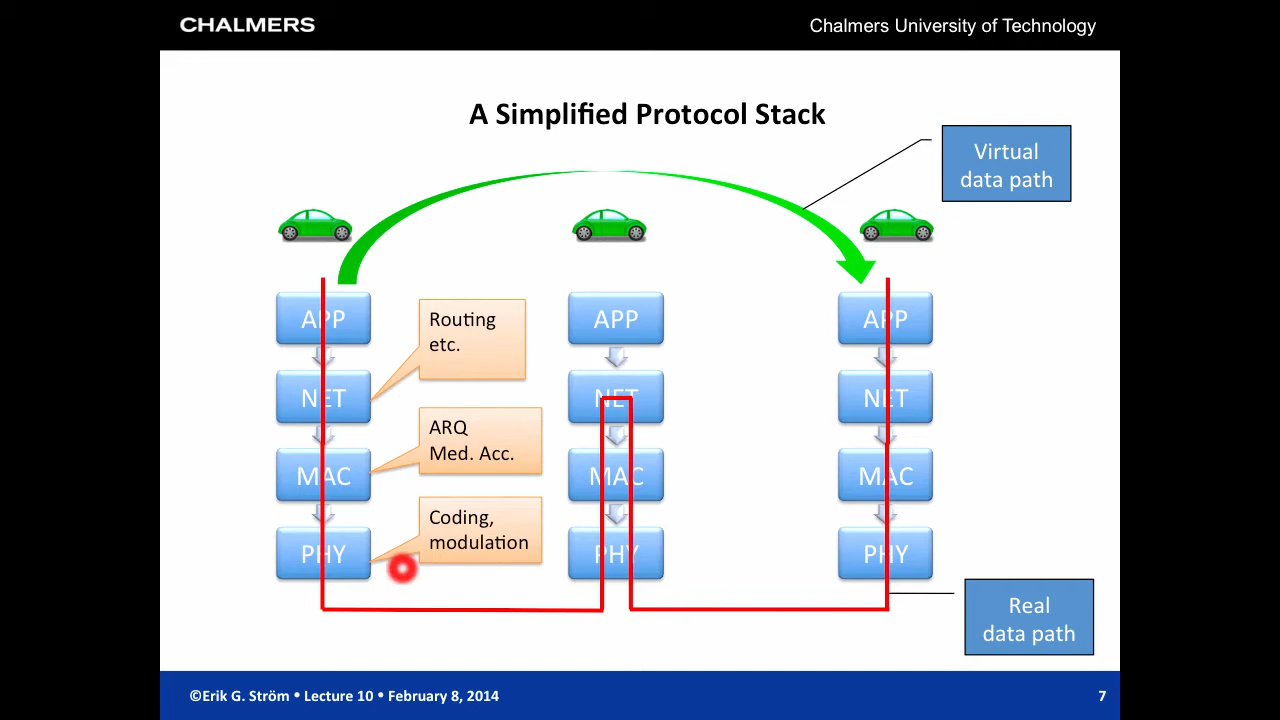 CHALMERS
Chalmers University of Technology
A Simplified Protocol Stack
Virtual
data path
APP
APP
APP
Routing
etc.
NET
NET
NET
ARQ
Med. Acc.
MAC
MAC
MAC
Coding,
modulation
PHY
PHY
PHY
Real
data path
©Erik G. Ström • Lecture 10 • February 8, 2014
7